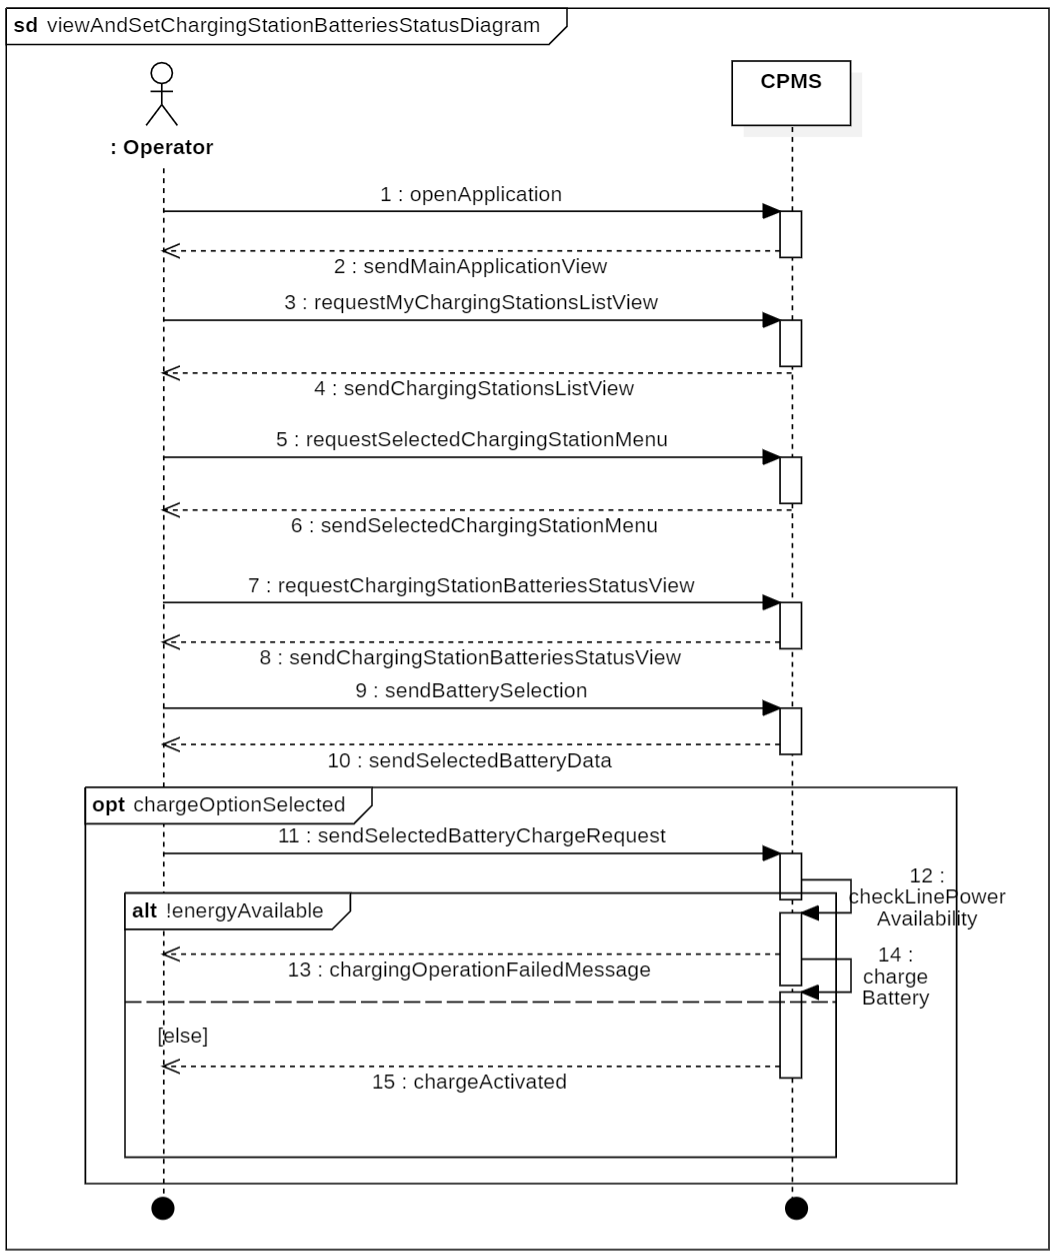 sd viewAndSetChargingStationBatteriesStatusDiagram
CPMS
: Operator
1 : openApplication
2 : sendMainApplicationView
3 : requestMyChargingStationsListView
4 : sendChargingStationsListView
5 : requestSelectedChargingStationMenu
6 : sendSelectedChargingStationMenu
7 : requestChargingStationBatteriesStatusView
8 : sendChargingStationBatteriesStatusView
9 : sendBatterySelection
10 : sendSelectedBatteryData
opt chargeOptionSelected
11 : sendSelectedBatteryChargeRequest
12 :
checkLinePower
Availability
alt !energyAvailable
13 : chargingOperationFailedMessage
14 :
charge
Battery
[else]
15 : chargeActivated